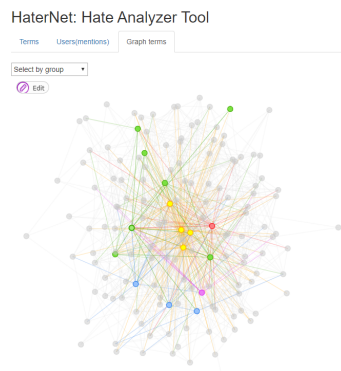 HaterNet: Hate Analyzer Tool
Terms Users(mentions) Graph terms
Select by group
Edit